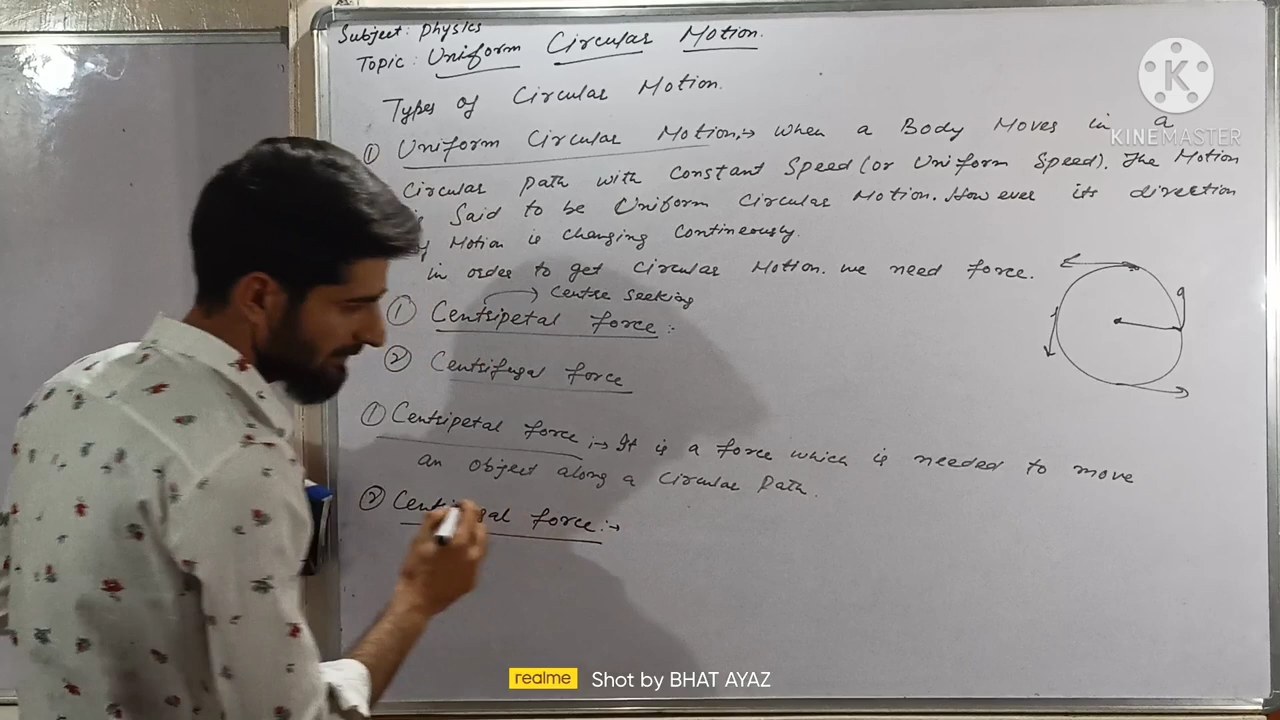 Subject: Physics
Topic: Uniform Circular Motion.
Types of Circular Motion.
① Uniform Circular Motion:→ When a Body Moves in a
Circular Path with Constant Speed (or Uniform Speed). The Motion
is Said to be Uniform Circular Motion. However its direction
of Motion is Changing Contineously.
in order to get Circular Motion. we need force.
Centre Seeking
① Centripetal force :-
② Centrifugal force
① Centripetal force :→ It is a force which is needed to move
an object along a Circular Path.
② Centrifugal force :→
KINEMASTER
realme Shot by BHAT AYAZ